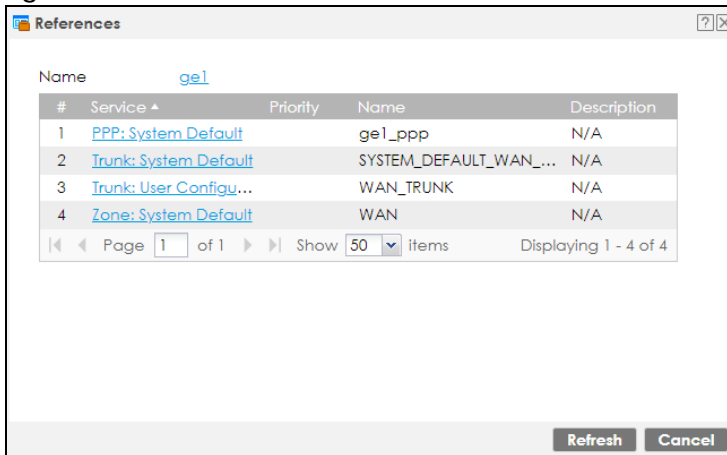 References ? X
Name ge1
# Service Priority Name Description
1 PPP: System Default ge1_ppp N/A
2 Trunk: System Default SYSTEM_DEFAULT_WAN_... N/A
3 Trunk: User Configu... WAN_TRUNK N/A
4 Zone: System Default WAN N/A
Page 1 of 1 Show 50 items Displaying 1 - 4 of 4
Refresh Cancel